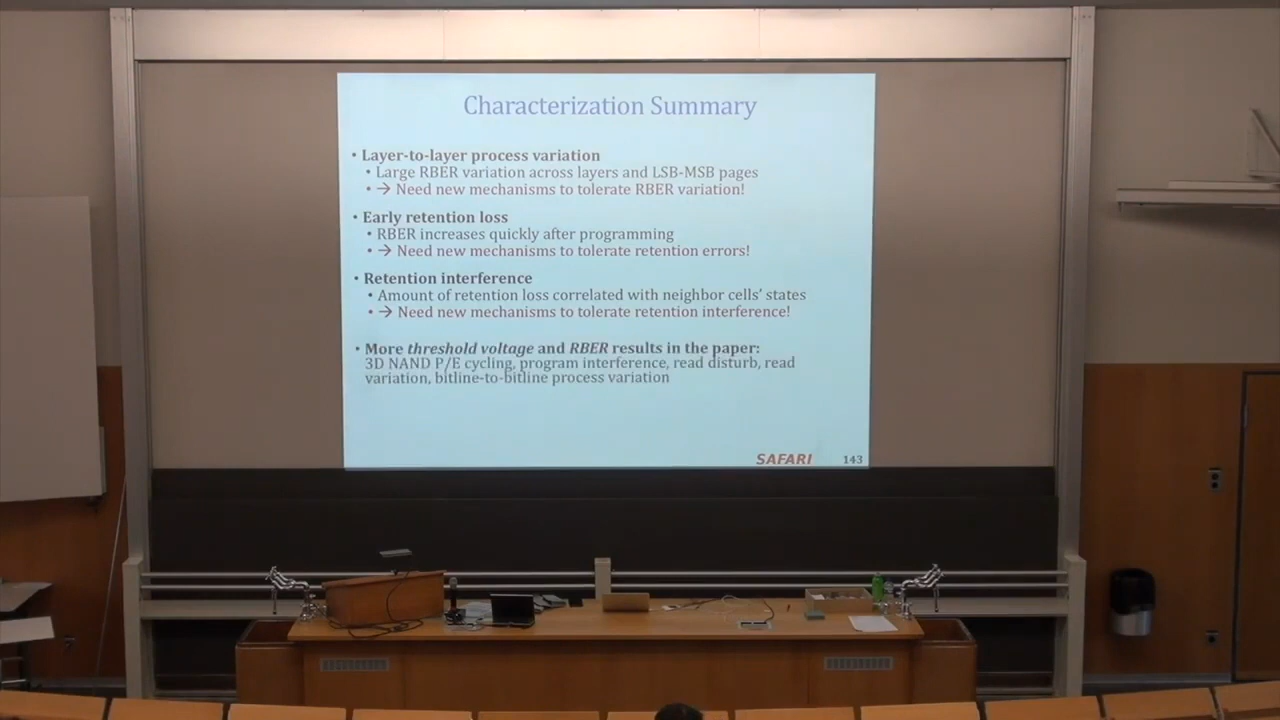 Characterization Summary
• Layer-to-layer process variation
• Large RBER variation across layers and LSB-MSB pages
• → Need new mechanisms to tolerate RBER variation!
• Early retention loss
• RBER increases quickly after programming
• → Need new mechanisms to tolerate retention errors!
• Retention interference
• Amount of retention loss correlated with neighbor cells' states
• → Need new mechanisms to tolerate retention interference!
• More threshold voltage and RBER results in the paper:
3D NAND P/E cycling, program interference, read disturb, read
variation, bitline-to-bitline process variation
SAFARI 143